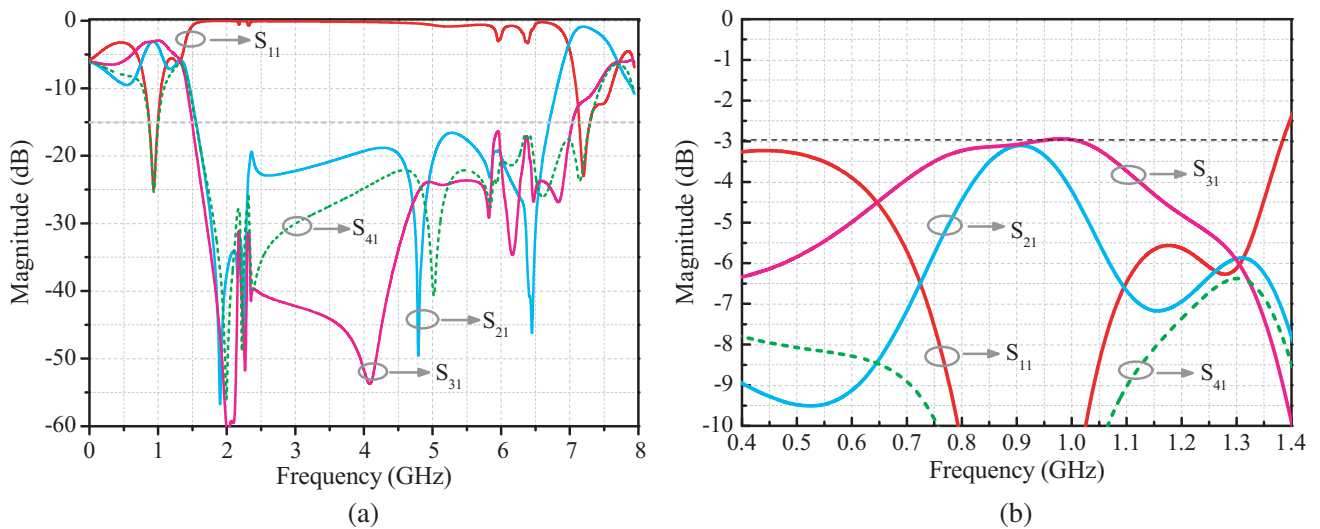 0
-10
-20
-30
-40
-50
-60
Magnitude (dB)
S11
S41
S21
S31
0 1 2 3 4 5 6 7 8
Frequency (GHz)
(a)
0
-1
-2
-3
-4
-5
-6
-7
-8
-9
-10
Magnitude (dB)
S31
S21
S11
S41
0.4 0.5 0.6 0.7 0.8 0.9 1.0 1.1 1.2 1.3 1.4
Frequency (GHz)
(b)